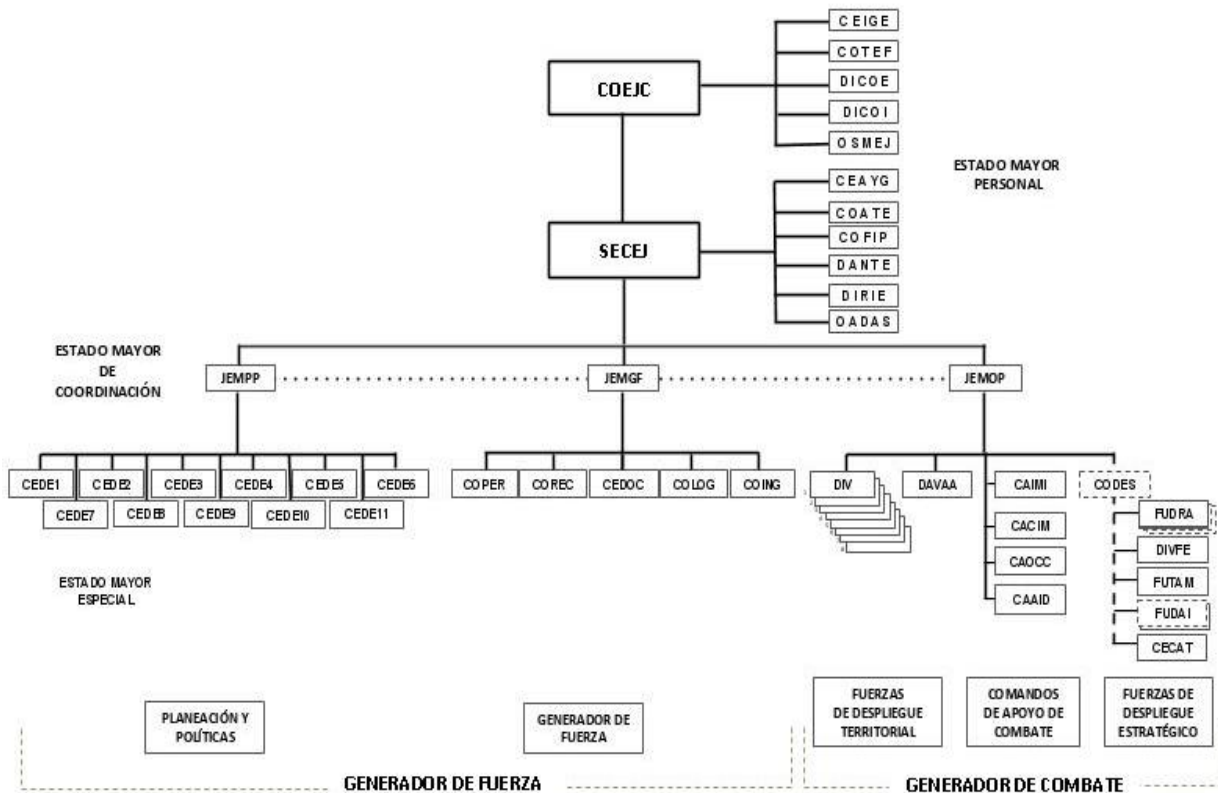 CEIGE
COTEF
COEJC
DICOE
DICOI
OSMEJ
ESTADO MAYOR
PERSONAL
CEAYG
COATE
SECEJ
COFIP
DANTE
DIRIE
OADAS
ESTADO MAYOR
DE
COORDINACIÓN
JEMPP
JEMGF
JEMOP
CEDE1
CEDE2
CEDE3
CEDE4
CEDE5
CEDE6
CEDE7
CEDE8
CEDE9
CEDE10
CEDE11
COPER
COREC
CEDOC
COLOG
COING
DIV
DAVAA
CAIMI
CODES
CACIM
CAOCC
CAAID
FUDRA
DIVFE
FUTAM
FUDAI
CECAT
ESTADO MAYOR
ESPECIAL
PLANEACIÓN Y
POLÍTICAS
GENERADOR DE
FUERZA
FUERZAS
DE DESPLIEGUE
TERRITORIAL
COMANDOS
DE APOYO DE
COMBATE
FUERZAS DE
DESPLIEGUE
ESTRATÉGICO
GENERADOR DE FUERZA
GENERADOR DE COMBATE